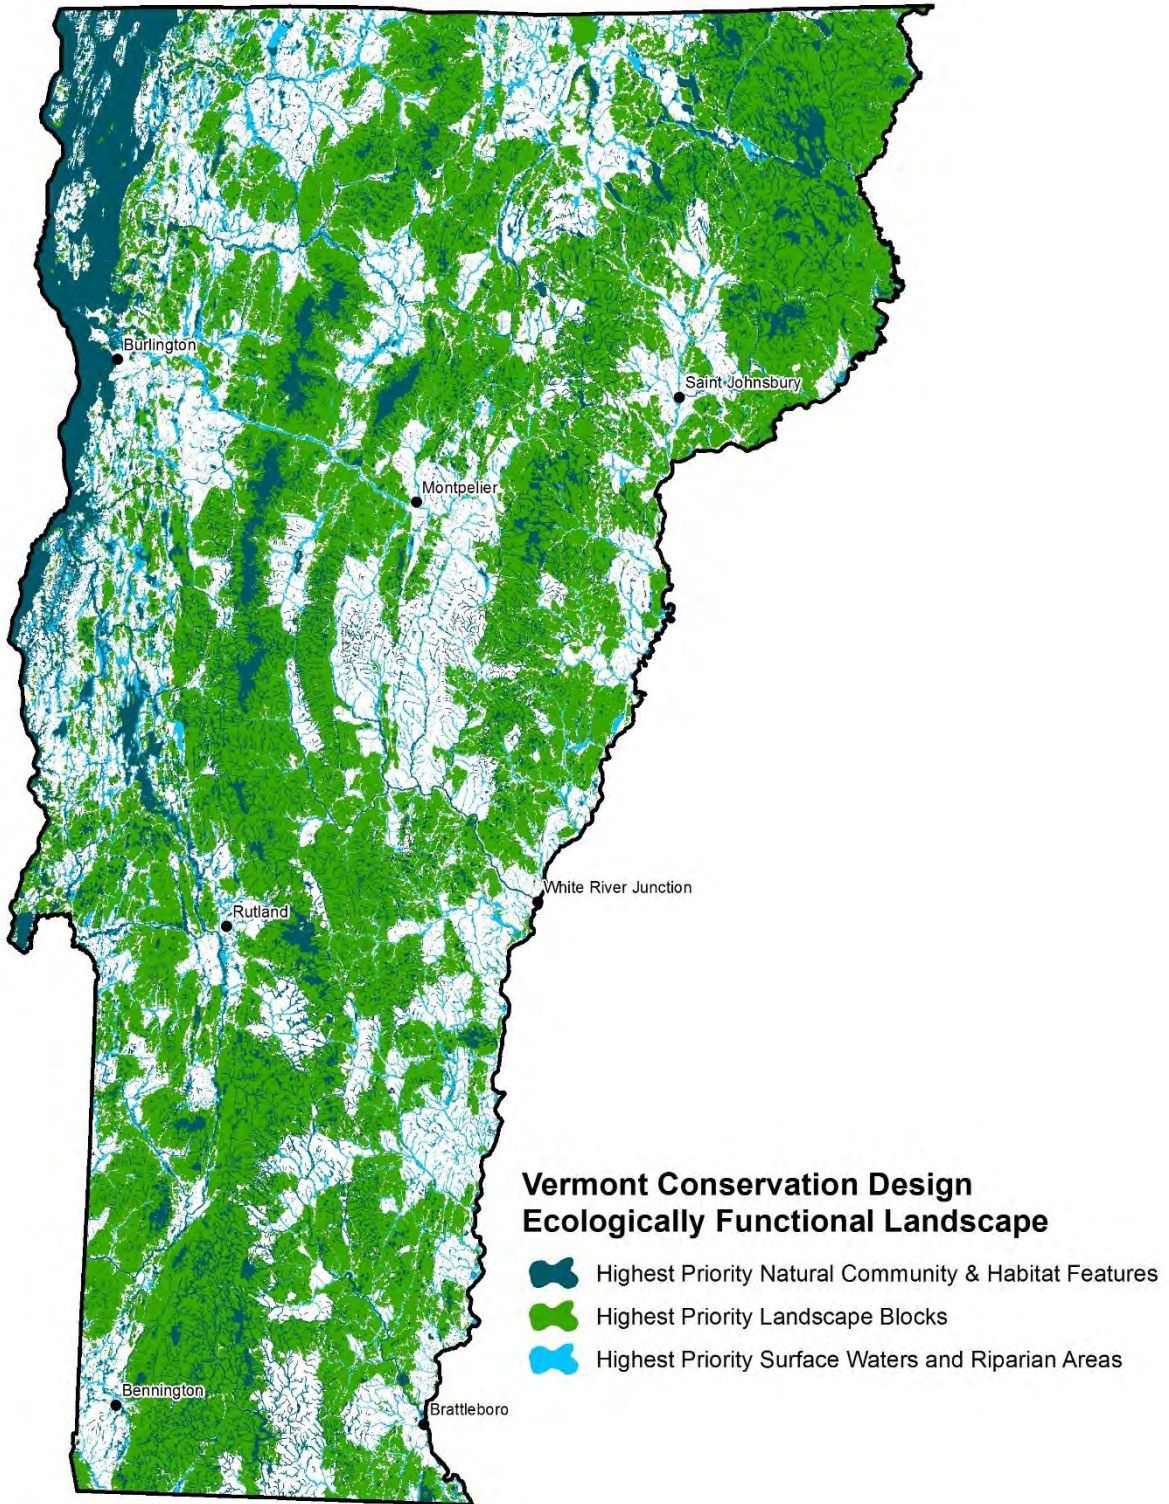 Burlington
Saint Johnsbury
Montpelier
White River Junction
Rutland
Vermont Conservation Design
Ecologically Functional Landscape
Highest Priority Natural Community & Habitat Features
Highest Priority Landscape Blocks
Highest Priority Surface Waters and Riparian Areas
Bennington
Brattleboro